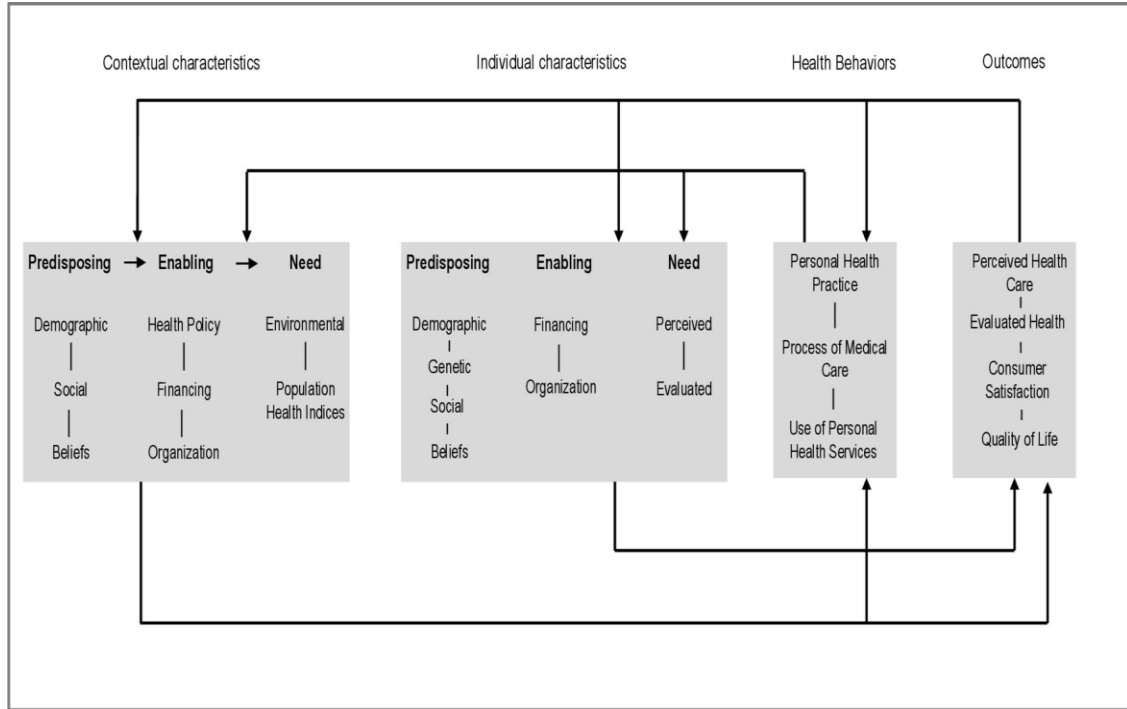 Contextual characteristics
Individual characteristics
Health Behaviors
Outcomes
Predisposing
Enabling
Need
Demographic
Social
Beliefs
Health Policy
Financing
Organization
Environmental
Population
Health Indices
Predisposing
Enabling
Need
Demographic
Genetic
Social
Beliefs
Financing
Organization
Perceived
Evaluated
Personal Health
Practice
Process of Medical
Care
Use of Personal
Health Services
Perceived Health
Care
Evaluated Health
Consumer
Satisfaction
Quality of Life